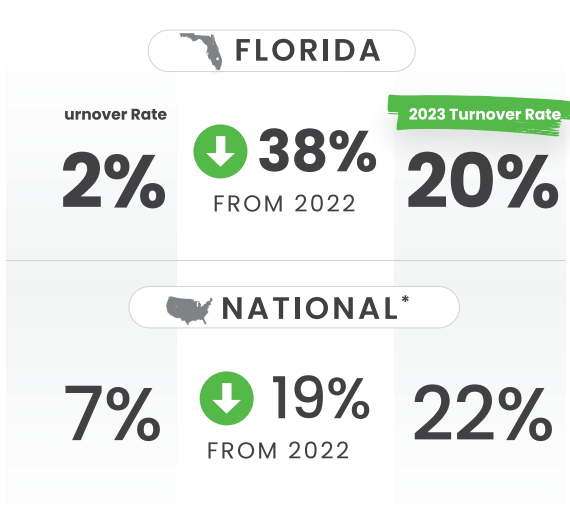 FLORIDA
urnover Rate
2023 Turnover Rate
2%
38%
20%
FROM 2022
NATIONAL*
7%
19%
22%
FROM 2022